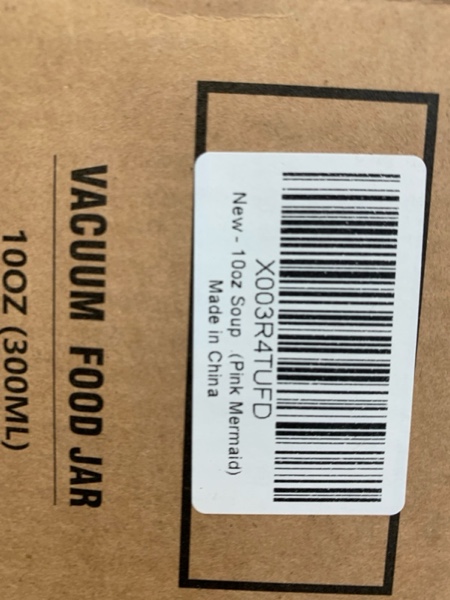 X003R4TUFD
New - 10oz Soup .(Pink Mermaid)
Made in China
VACUUM FOOD JAR
10OZ (300ML)